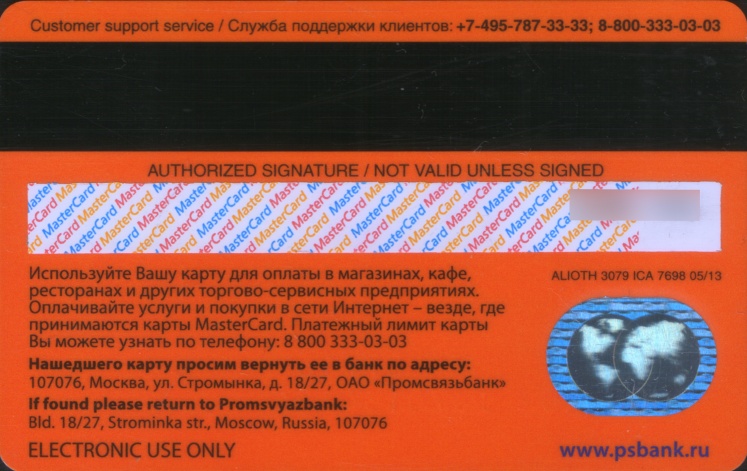 Customer support service / Служба поддержки клиентов: +7-495-787-33-33; 8-800-333-03-03
AUTHORIZED SIGNATURE / NOT VALID UNLESS SIGNED
MasterCard MasterCard MasterCard MasterCard
Используйте Вашу карту для оплаты в магазинах, кафе,
ресторанах и других торгово-сервисных предприятиях.
Оплачивайте услуги и покупки в сети Интернет – везде, где
принимаются карты MasterCard. Платежный лимит карты
Вы можете узнать по телефону: 8 800 333-03-03
ALIOTH 3079 ICA 7698 05/13
Нашедшего карту просим вернуть ее в банк по адресу:
107076, Москва, ул. Стромынка, д. 18/27, ОАО «Промсвязьбанк»
If found please return to Promsvyazbank:
Bld. 18/27, Strominka str., Moscow, Russia, 107076
ELECTRONIC USE ONLY
www.psbank.ru